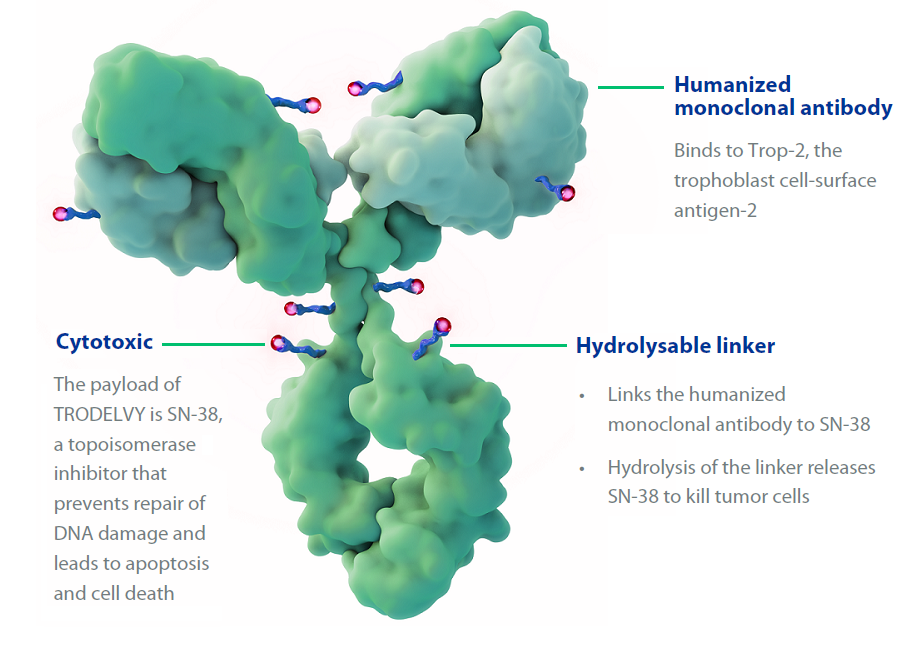 Humanized
monoclonal antibody
Binds to Trop-2, the
trophoblast cell-surface
antigen-2
Cytotoxic
The payload of
TRODELVY is SN-38,
a topoisomerase
inhibitor that
prevents repair of
DNA damage and
leads to apoptosis
and cell death
Hydrolysable linker
• Links the humanized
monoclonal antibody to SN-38
• Hydrolysis of the linker releases
SN-38 to kill tumor cells